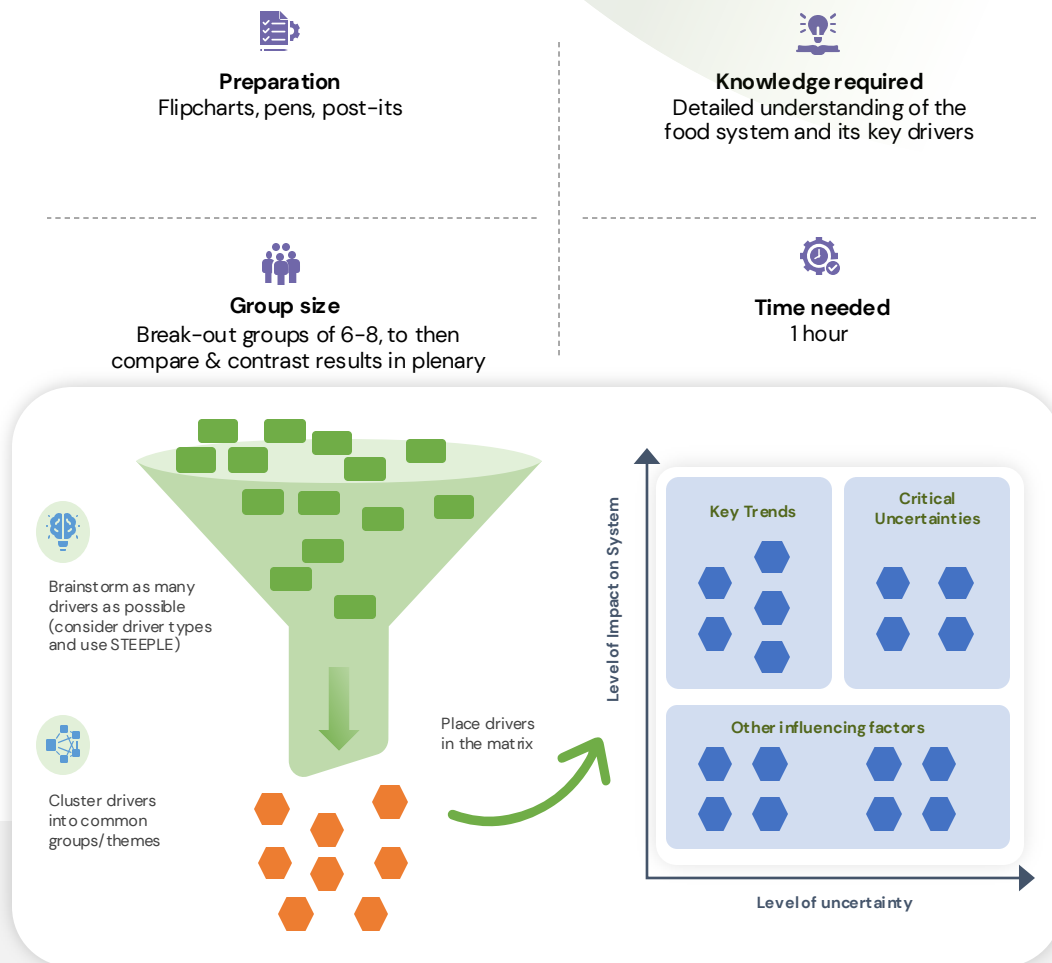 Preparation
Flipcharts, pens, post-its
Knowledge required
Detailed understanding of the
food system and its key drivers
Group size
Break-out groups of 6-8, to then
compare & contrast results in plenary
Time needed
1 hour
Brainstorm as many
drivers as possible
(consider driver types
and use STEEPLE)
Cluster drivers
into common
groups/themes
Place drivers
in the matrix
Level of Impact on System
Key Trends
Critical
Uncertainties
Other influencing factors
Level of uncertainty